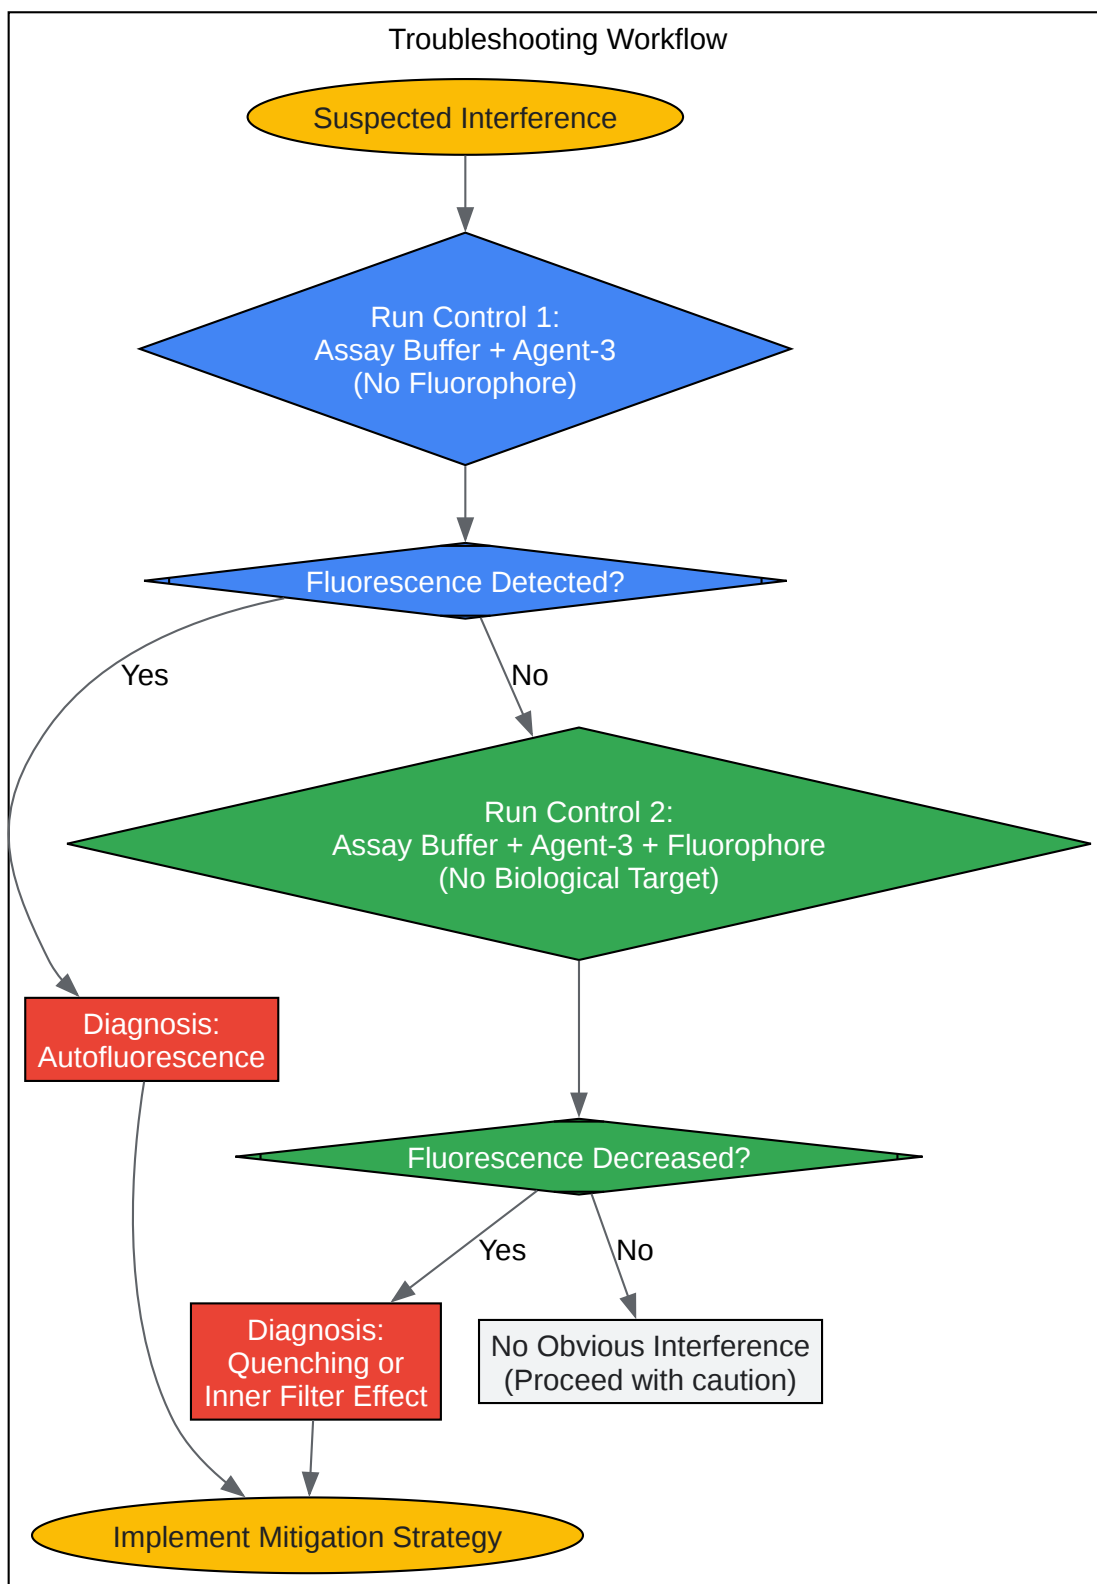 Troubleshooting Workflow
Suspected Interference
Run Control 1:
Assay Buffer + Agent-3
(No Fluorophore)
Fluorescence Detected?
Yes
No
Run Control 2:
Assay Buffer + Agent-3 + Fluorophore
(No Biological Target)
Diagnosis:
Autofluorescence
Fluorescence Decreased?
Yes
No
Diagnosis:
Quenching or
Inner Filter Effect
No Obvious Interference
(Proceed with caution)
Implement Mitigation Strategy